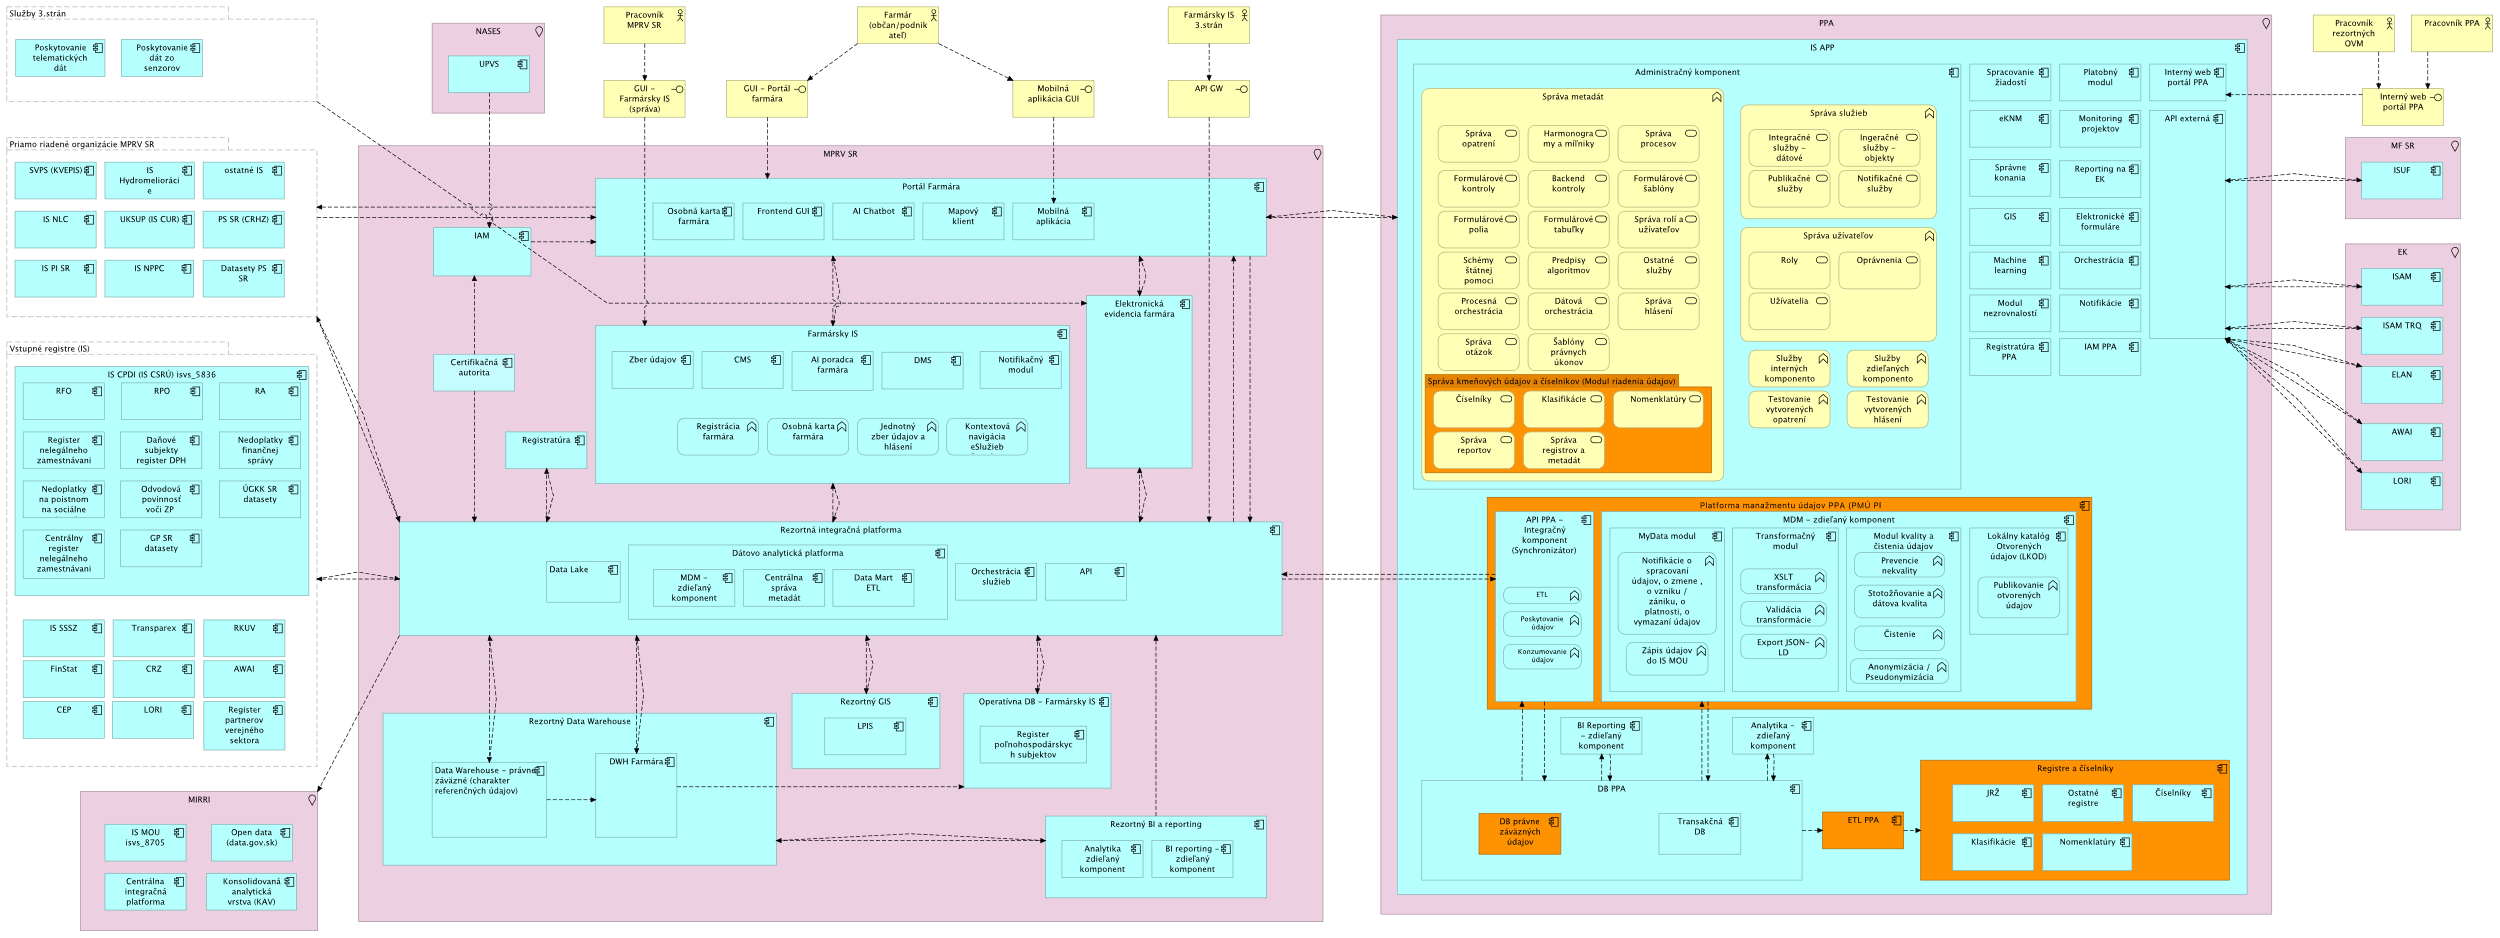 Služby 3.strán
Poskytovanie
telematických
dát
Poskytovanie
dát zo
senzorov
Priamo riadené organizácie MPRV SR
SVPS (KVEPIS)
IS
Hydromelioráci
e
ostatné IS
IS NLC
UKSUP (IS CUR)
PS SR (CRHZ)
IS PI SR
IS NPPC
Datasety PS
SR
Vstupné registre (IS)
IS CPDI (IS CSRÚ) isvs_5836
RFO
RPO
RA
Register
nelegálneho
zamestnávani
Daňové
subjekty
register DPH
Nedoplatky
finančnej
správy
Nedoplatky
na poistnom
na sociálne
Odvodová
povinnosť
voči ZP
ÚGKK SR
datasety
Centrálny
register
nelegálneho
zamestnávani
GP SR
datasety
IS SSSZ
Transparex
RKUV
FinStat
CRZ
AWAI
CEP
LORI
Register
partnerov
verejného
sektora
MIRRI
IS MOU
isvs_8705
Open data
(data.gov.sk)
Centrálna
integračná
platforma
Konsolidovaná
analytická
vrstva (KAV)
NASES
UPVS
Pracovník
MPRV SR
GUI -
Farmársky IS
(správa)
Farmár
(občan/podnik
ateľ)
GUI - Portál
farmára
Mobilná
aplikácia GUI
Farmársky IS
3.strán
API GW
MPRV SR
Portál Farmára
Osobná karta
farmára
Frontend GUI
AI Chatbot
Mapový
klient
Mobilná
aplikácia
IAM
Elektronická
evidencia farmára
Farmársky IS
Zber údajov
CMS
AI poradca
farmára
DMS
Notifikačný
modul
Registrácia
farmára
Osobná karta
farmára
Jednotný
zber údajov a
hlásení
Kontextová
navigácia
eSlužieb
Certifikačná
autorita
Registratúra
Rezortná integračná platforma
Data Lake
Dátovo analytická platforma
MDM -
zdieľaný
komponent
Centrálna
správa
metadát
Data Mart
ETL
Orchestrácia
služieb
API
Rezortný Data Warehouse
Data Warehouse - právne
záväzné (charakter
referenčných údajov)
DWH Farmára
Rezortný GIS
LPIS
Operatívna DB - Farmársky IS
Register
poľnohospodárskyc
h subjektov
Rezortný BI a reporting
Analytika
zdieľaný
komponent
BI reporting -
zdieľaný
komponent
PPA
IS APP
Administračný komponent
Správa metadát
Správa
opatrení
Harmonogra
my a míľniky
Správa
procesov
Formulárové
kontroly
Backend
kontroly
Formulárové
šablóny
Formulárové
polia
Formulárové
tabuľky
Správa rolí a
užívateľov
Schémy
štátnej
pomoci
Predpisy
algoritmov
Ostatné
služby
Procesná
orchestrácia
Dátová
orchestrácia
Správa
hlásení
Správa
otázok
Šablóny
právnych
úkonov
Správa kmeňových údajov a číselníkov (Modul riadenia údajov)
Číselníky
Klasifikácie
Nomenklatúry
Správa
reportov
Správa
registrov a
metadát
Správa služieb
Integračné
služby -
dátové
Ingeračné
služby -
objekty
Publikačné
služby
Notifikačné
služby
Správa užívateľov
Roly
Oprávnenia
Užívatelia
Služby
interných
komponento
Služby
zdieľaných
komponento
Testovanie
vytvorených
opatrení
Testovanie
vytvorených
hlásení
Spracovanie
žiadostí
Platobný
modul
Interný web
portál PPA
eKNM
Monitoring
projektov
API externá
Správne
konania
Reporting na
EK
GIS
Elektronické
formuláre
Machine
learning
Orchestrácia
Modul
nezrovnalostí
Notifikácie
Registratúra
PPA
IAM PPA
Platforma manažmentu údajov PPA (PMÚ PI
API PPA -
Integračný
komponent
(Synchronizátor)
ETL
Poskytovanie
údajov
Konzumovanie
údajov
MDM - zdieľaný komponent
MyData modul
Notifikácie o
spracovaní
údajov, o zmene ,
o vzniku /
zániku, o
platnosti, o
vymazaní údajov
Zápis údajov
do IS MOU
Transformačný
modul
XSLT
transformácia
Validácia
transformácie
Export JSON-
LD
Modul kvality a
čistenia údajov
Prevencie
nekvality
Stotožňovanie a
dátova kvalita
Čistenie
Anonymizácia /
Pseudonymizácia
Lokálny katalóg
Otvorených
údajov (LKOD)
Publikovanie
otvorených
údajov
BI Reporting
- zdieľaný
komponent
Analytika -
zdieľaný
komponent
DB PPA
DB právne
záväzných
údajov
Transakčná
DB
ETL PPA
Registre a číselníky
JRŽ
Ostatné
registre
Číselníky
Klasifikácie
Nomenklatúry
Pracovník
rezortných
OVM
Pracovník PPA
Interný web
portál PPA
MF SR
ISUF
EK
ISAM
ISAM TRQ
ELAN
AWAI
LORI